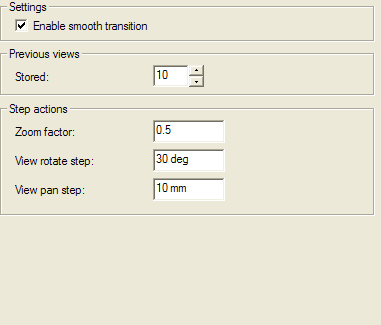 Settings
Enable smooth transition
Previous views
Stored: 10
Step actions
Zoom factor: 0.5
View rotate step: 30 deg
View pan step: 10 mm